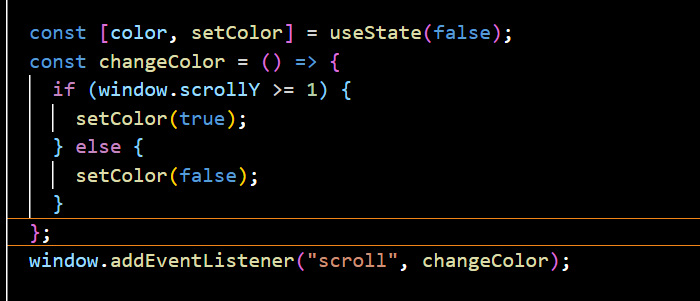 const [color, setColor] = useState(false);
const changeColor = () => {
if (window.scrollY >= 1) {
setColor(true);
} else {
setColor(false);
}
};
window.addEventListener("scroll", changeColor);